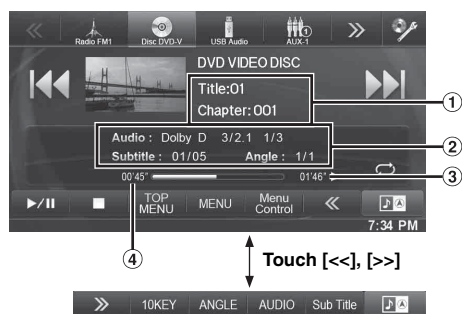 Radio FM1 Disc DVD-V USB Audio AUX-1 1
DVD VIDEO DISC
Title:01
Chapter: 001
1
Audio : Dolby D 3/2.1 1/3
Subtitle : 01/05 Angle : 1/1
2
00'45" 01'46"
3
TOP MENU MENU Menu Control
7:34 PM
4
Touch [<<], [>>]
10KEY ANGLE AUDIO Sub Title